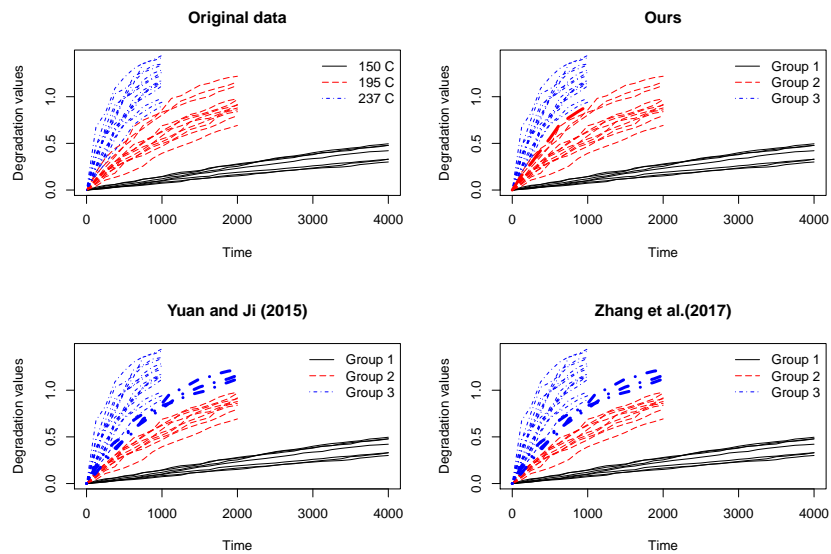 Original data
Degradation values
0.0 0.5 1.0
150 C
195 C
237 C
0 1000 2000 3000 4000
Time
Ours
Degradation values
0.0 0.5 1.0
Group 1
Group 2
Group 3
0 1000 2000 3000 4000
Time
Yuan and Ji (2015)
Degradation values
0.0 0.5 1.0
Group 1
Group 2
Group 3
0 1000 2000 3000 4000
Time
Zhang et al.(2017)
Degradation values
0.0 0.5 1.0
Group 1
Group 2
Group 3
0 1000 2000 3000 4000
Time